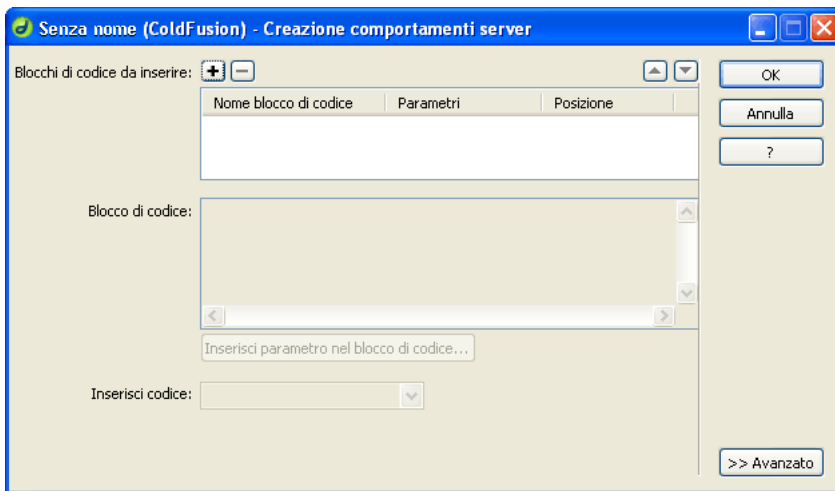 Senza nome (ColdFusion) - Creazione comportamenti server
Blocchi di codice da inserire:
OK
Nome blocco di codice Parametri Posizione
Annulla
?
Blocco di codice:
Inserisci parametro nel blocco di codice...
Inserisci codice:
>> Avanzato